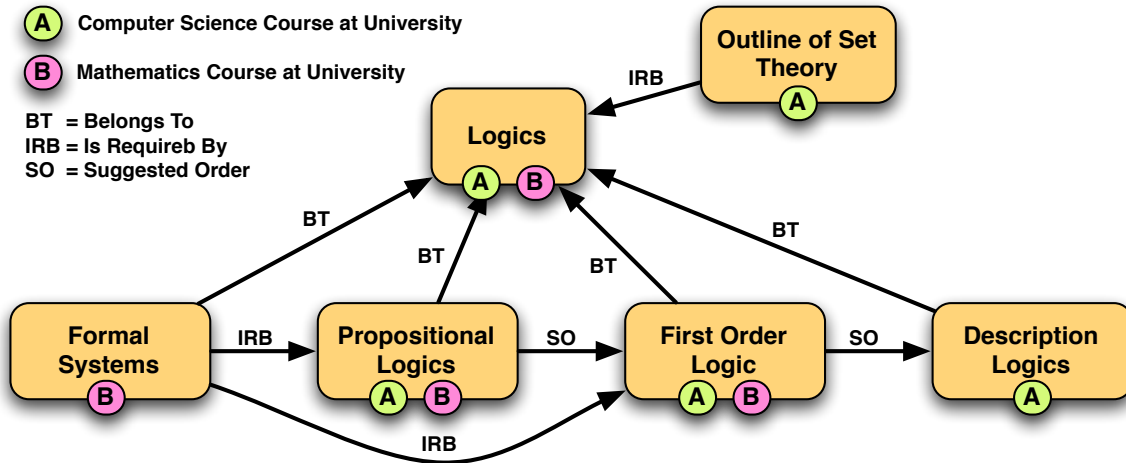 A Computer Science Course at University
B Mathematics Course at University
BT = Belongs To
IRB = Is Requireb By
SO = Suggested Order
Outline of Set
Theory
A
IRB
Logics
A B
BT
BT
BT
BT
Formal
Systems
B
IRB
Propositional
Logics
A B
SO
First Order
Logic
A B
SO
Description
Logics
A
IRB